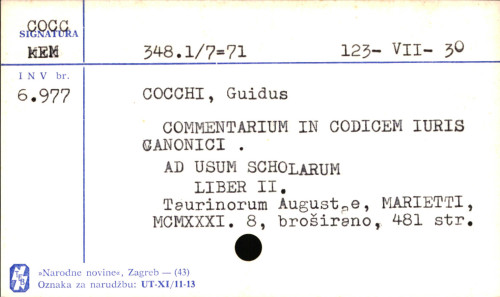 COCC
SIGNATURA
348.1/7=71 123- VII- 30
INV br.
6.977
COCCHI, Guidus
COMMENTARIUM IN CODICEM IURIS
CANONICI .
AD USUM SCHOLARUM
LIBER II.
Taurinorum August e, MARIETTI,
MCMXXXI. 8, broširano, 481 str.
»Narodne novine«, Zagreb — (43)
Oznaka za narudžbu: UT-XI/11-13